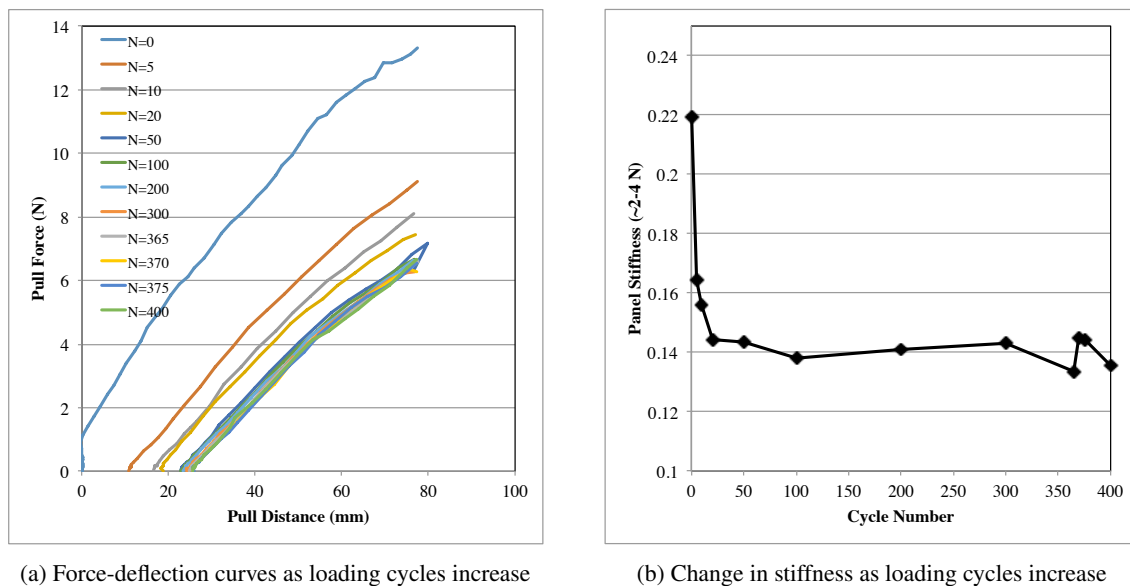 14
12
10
8
6
4
2
0
Pull Force (N)
N=0
N=5
N=10
N=20
N=50
N=100
N=200
N=300
N=365
N=370
N=375
N=400
0 20 40 60 80 100
Pull Distance (mm)
(a) Force-deflection curves as loading cycles increase
0.24
0.22
0.2
0.18
0.16
0.14
0.12
0.1
Panel Stiffness (~2-4 N)
0 50 100 150 200 250 300 350 400
Cycle Number
(b) Change in stiffness as loading cycles increase